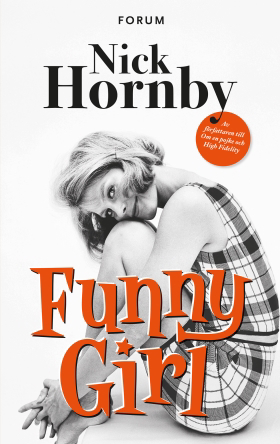 FORUM
Nick
Hornby
Av
författaren till
Om en pojke och
High Fidelity
Funny
Girl